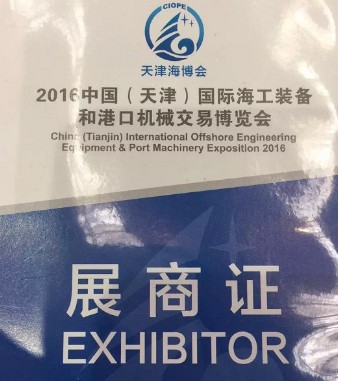 CIOPE
天津海博会
2016中国（天津）国际海工装备
和港口机械交易博览会
China (Tianjin) International Offshore Engineering
Equipment & Port Machinery Exposition 2016
展商证
EXHIBITOR